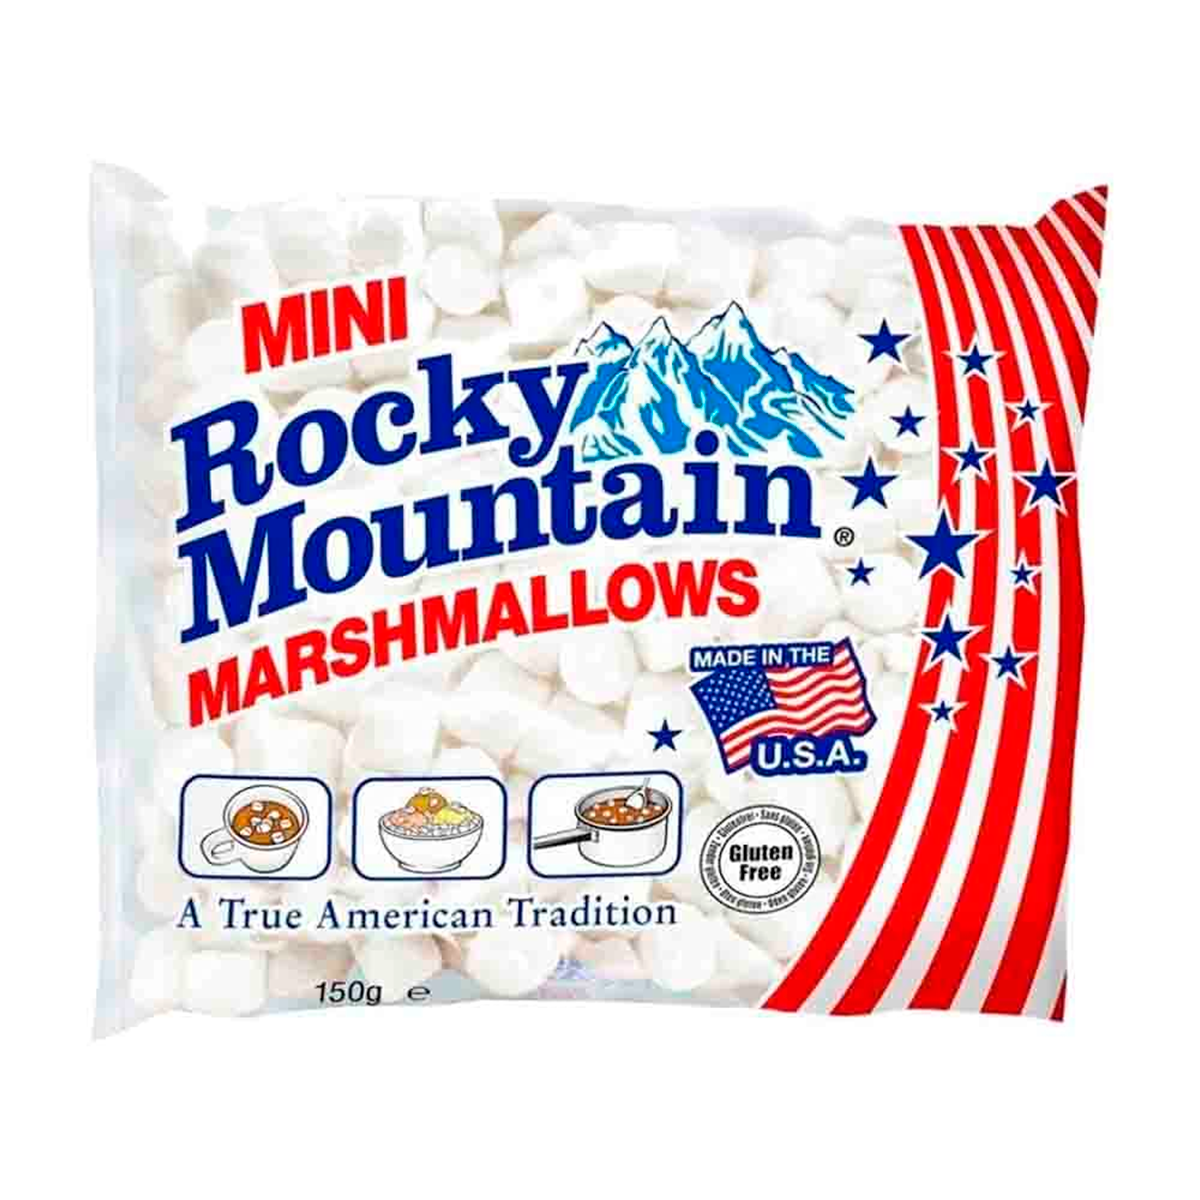 MINI
Rocky
Mountain ®
MARSHMALLOWS
MADE IN THE
U.S.A.
Gluten
Free
A True American Tradition
150g ℮